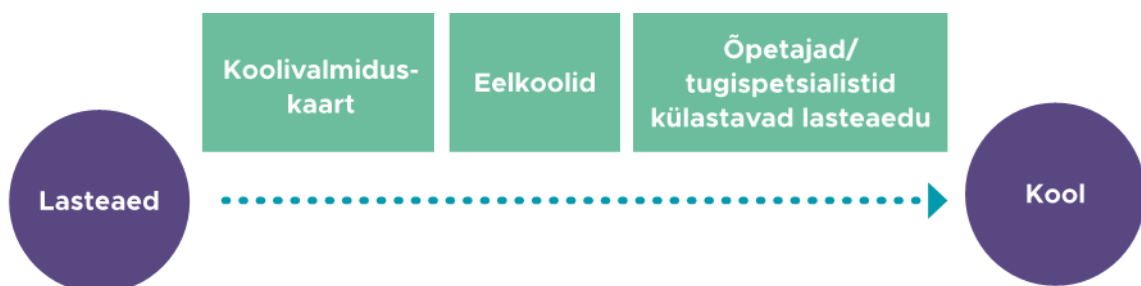 Koolivalmidus-
kaart
Eelkoolid
Õpetajad/
tugispetsialistid
külastavad lasteaedu
Lasteaed
Kool